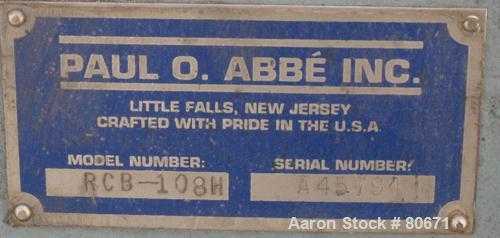 PAUL O. ABBÉ INC.
LITTLE FALLS, NEW JERSEY
CRAFTED WITH PRIDE IN THE U.S.A.
MODEL NUMBER: SERIAL NUMBER:
RCB-108H
Aaron Stock # 80671